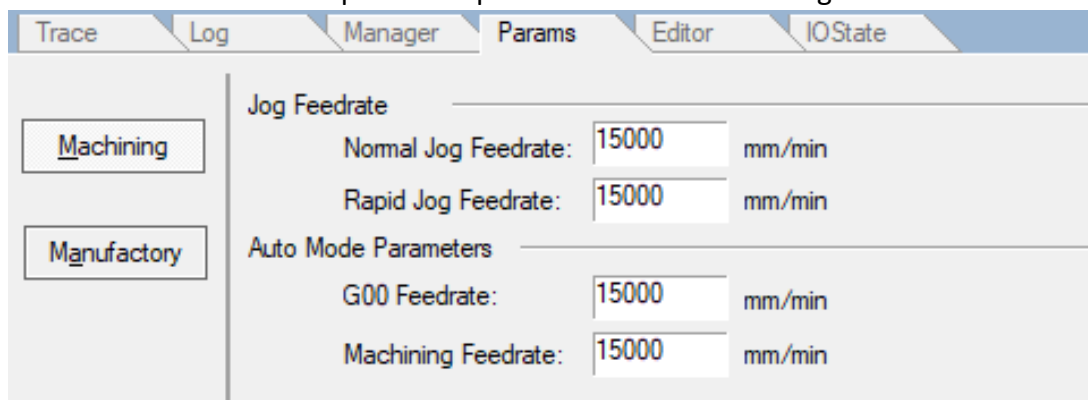 Trace Log Manager Params Editor IOState
Jog Feedrate
Machining
Normal Jog Feedrate: 15000 mm/min
Rapid Jog Feedrate: 15000 mm/min
Manufactory
Auto Mode Parameters
G00 Feedrate: 15000 mm/min
Machining Feedrate: 15000 mm/min